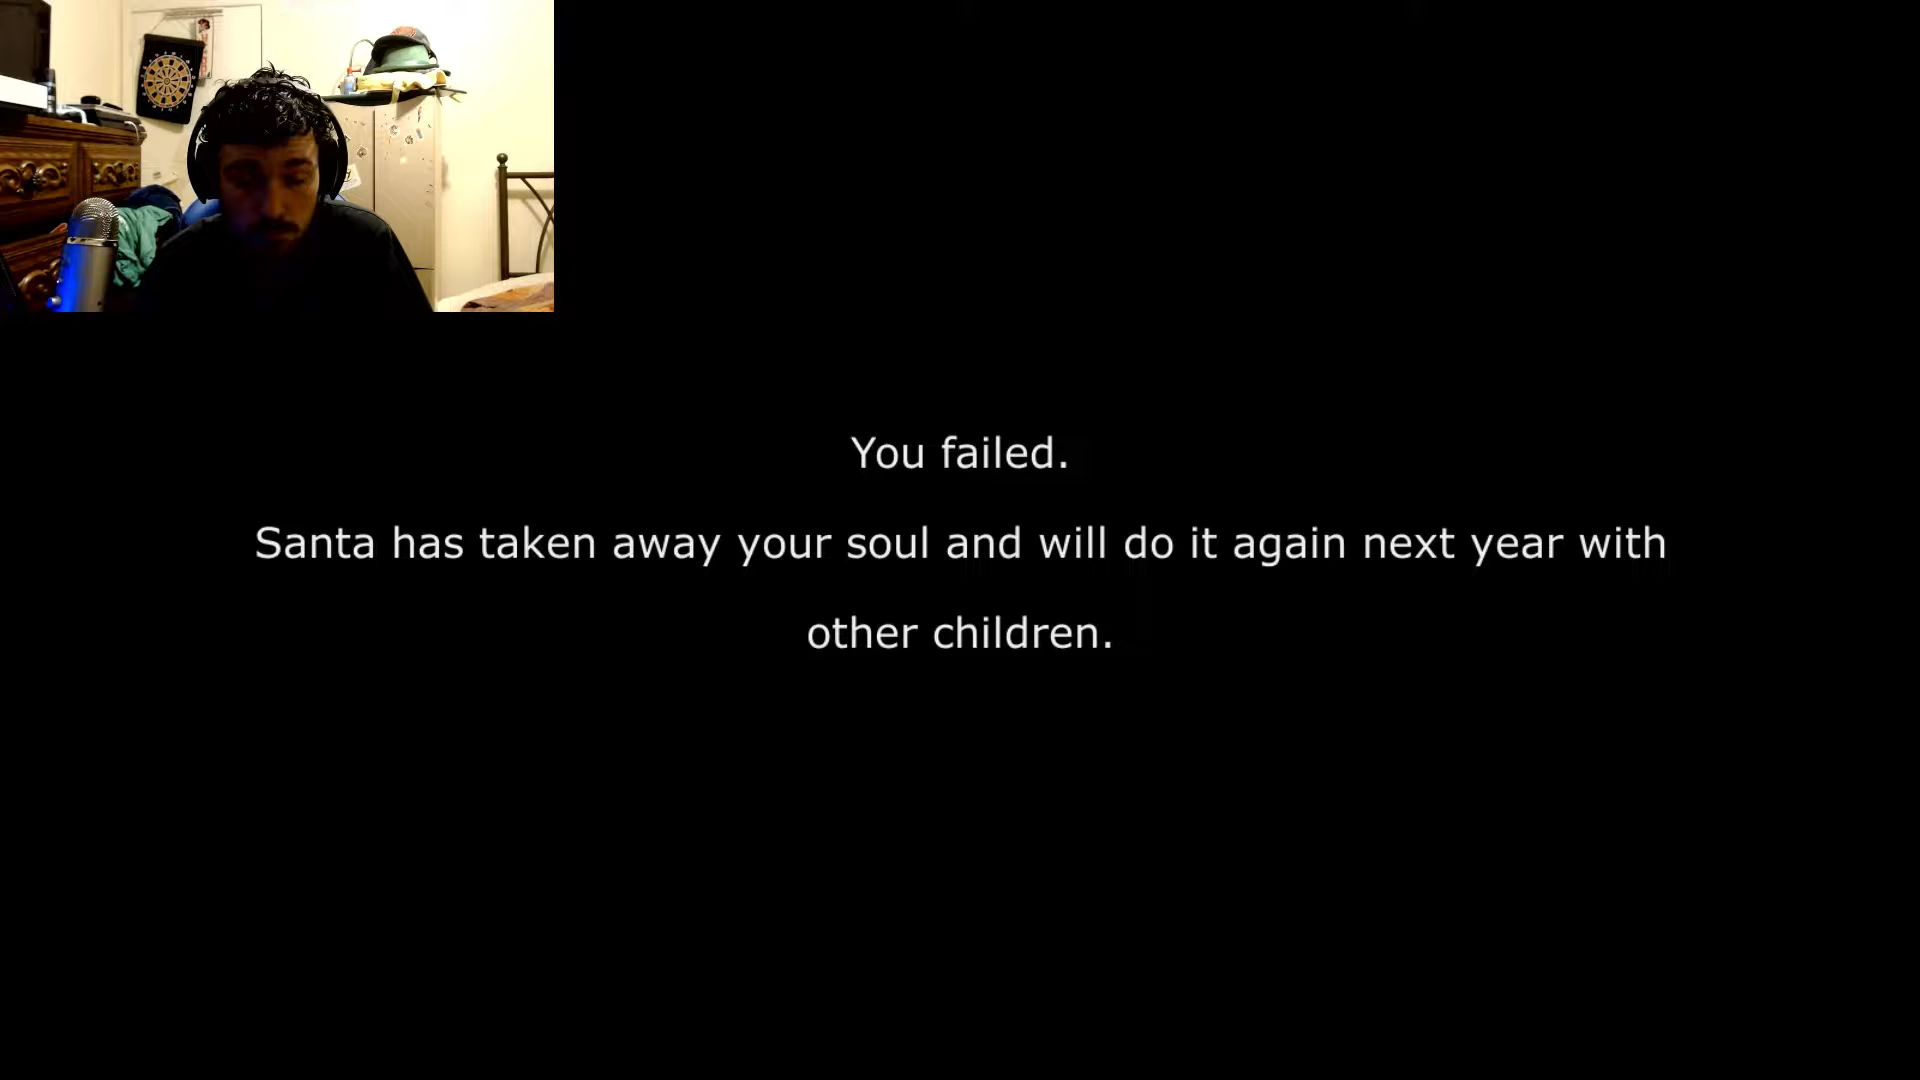 You failed.
Santa has taken away your soul and will do it again next year with
other children.